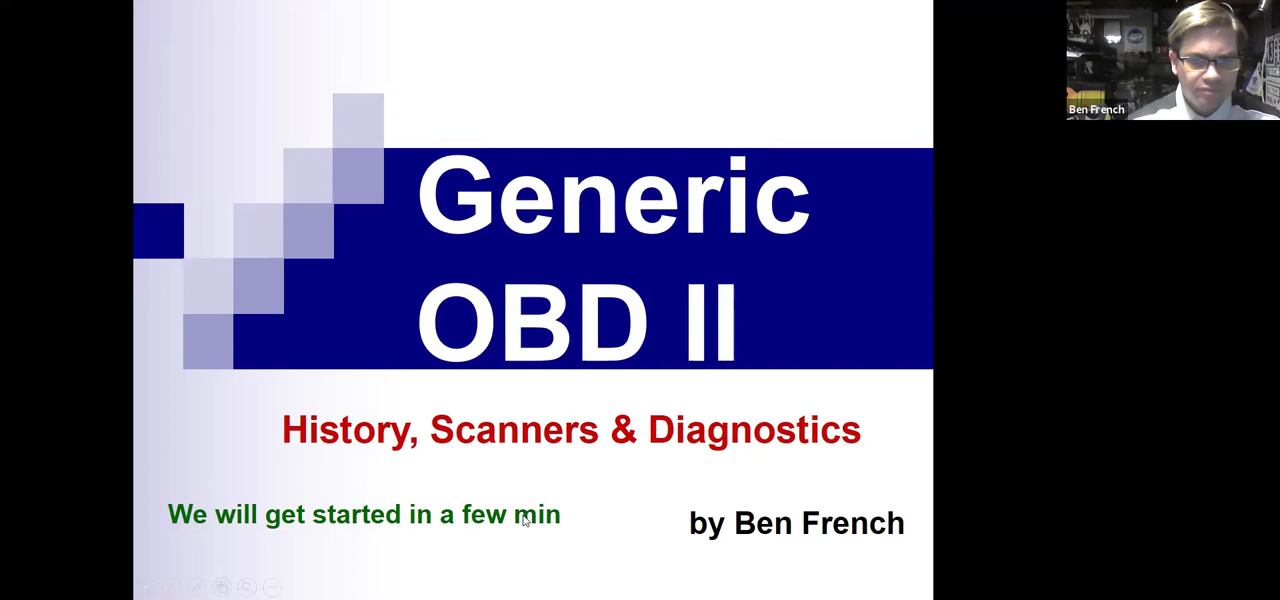 Generic
OBD II
History, Scanners & Diagnostics
We will get started in a few min
by Ben French
Ben French